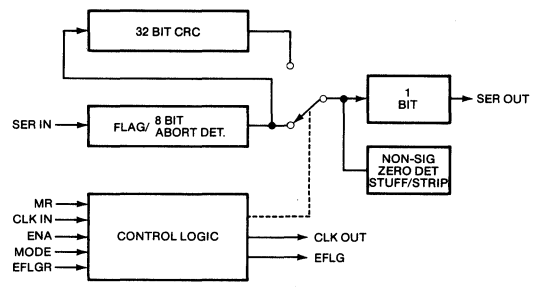 32 BIT CRC
SER IN
FLAG/ 8 BIT
ABORT DET.
1
BIT
SER OUT
NON-SIG
ZERO DET
STUFF/STRIP
MR
CLK IN
ENA
MODE
EFLGR
CONTROL LOGIC
CLK OUT
EFLG